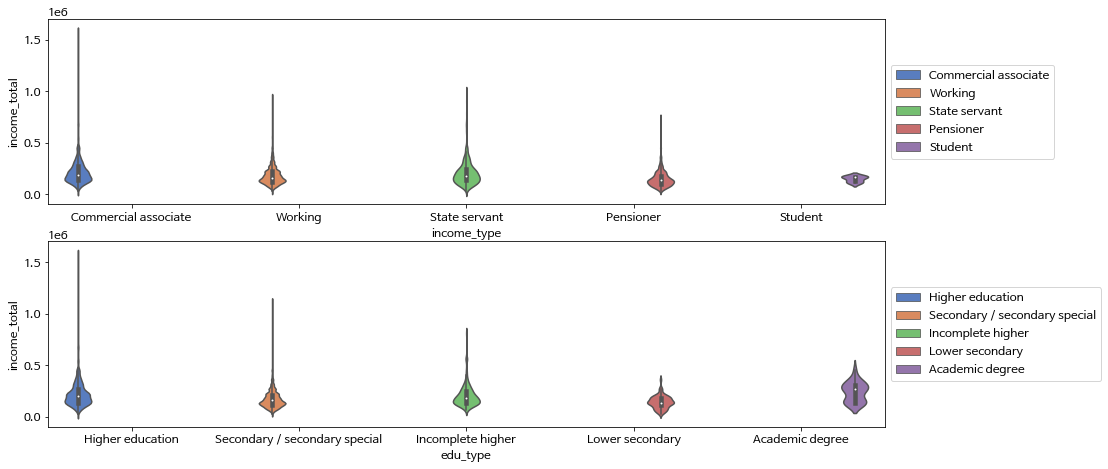 1e6
1.5
1.0
0.5
0.0
income_total
Commercial associate Working State servant Pensioner Student
income_type
Commercial associate
Working
State servant
Pensioner
Student
1e6
1.5
1.0
0.5
0.0
income_total
Higher education Secondary / secondary special Incomplete higher Lower secondary Academic degree
edu_type
Higher education
Secondary / secondary special
Incomplete higher
Lower secondary
Academic degree